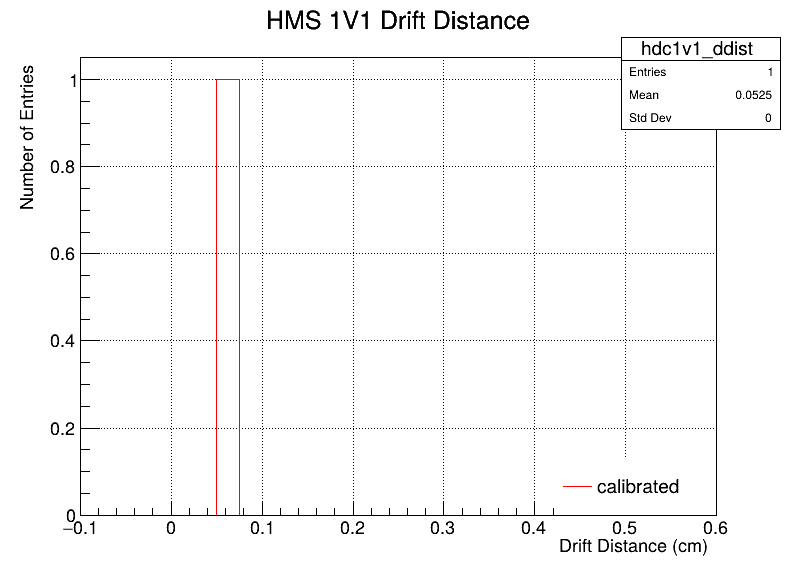 HMS 1V1 Drift Distance
hdc1v1_ddist
Entries 1
Mean 0.0525
Std Dev 0
Number of Entries
1
0.8
0.6
0.4
0.2
0
−0.1 0 0.1 0.2 0.3 0.4 0.5 0.6
calibrated
Drift Distance (cm)